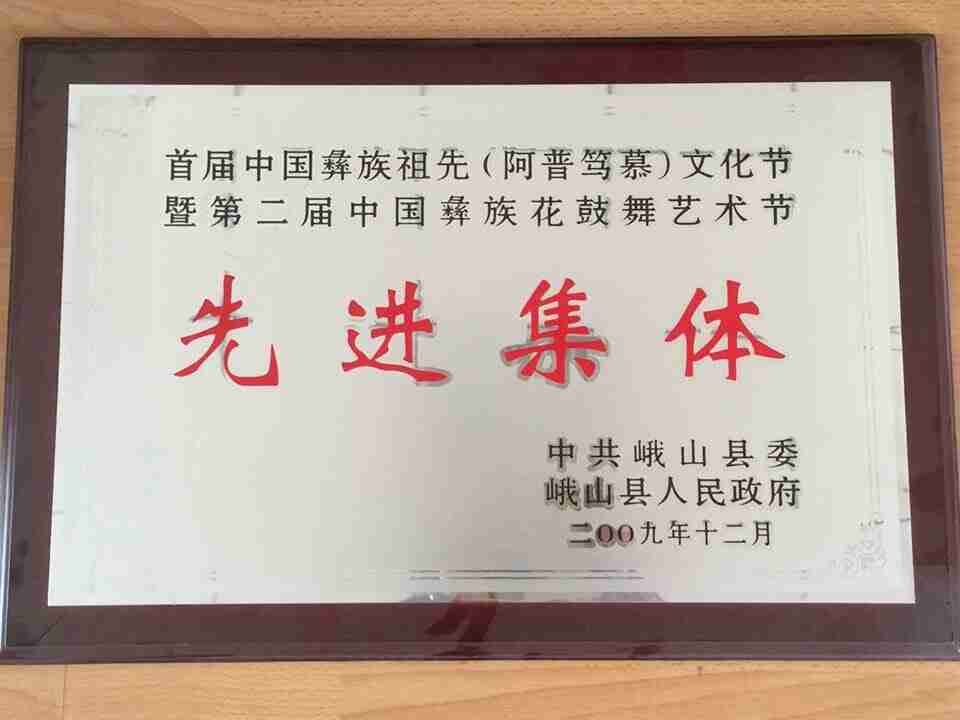 首届中国彝族祖先(阿普笃慕)文化节
暨第二届中国彝族花鼓舞艺术节
先进集体
中共峨山县委
峨山县人民政府
二〇〇九年十二月